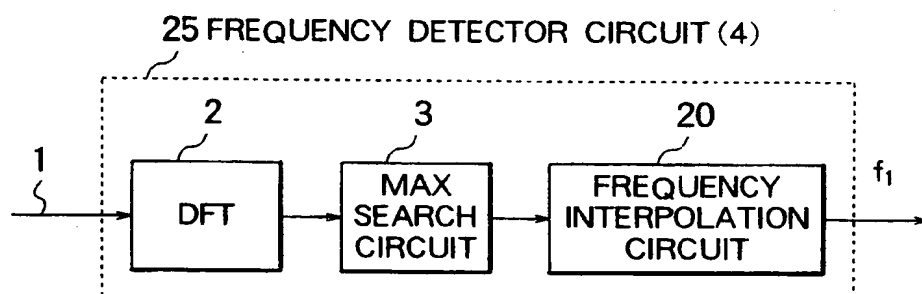 25 FREQUENCY DETECTOR CIRCUIT (4)
2
3
20
1
DFT
MAX
SEARCH
CIRCUIT
FREQUENCY
INTERPOLATION
CIRCUIT
f1